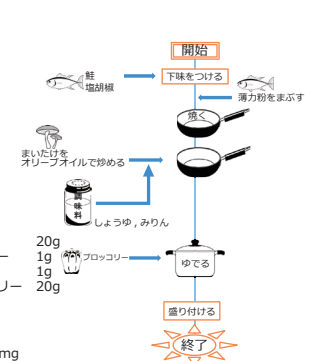 開始
鮭
塩胡椒
下味をつける
薄力粉をまぶす
焼く
まいたけを
オリーブオイルで炒める
調
味
料
しょうゆ , みりん
20g
ー 1g
1g
リー 20g
ブロッコリー
ゆでる
盛り付ける
終了
mg